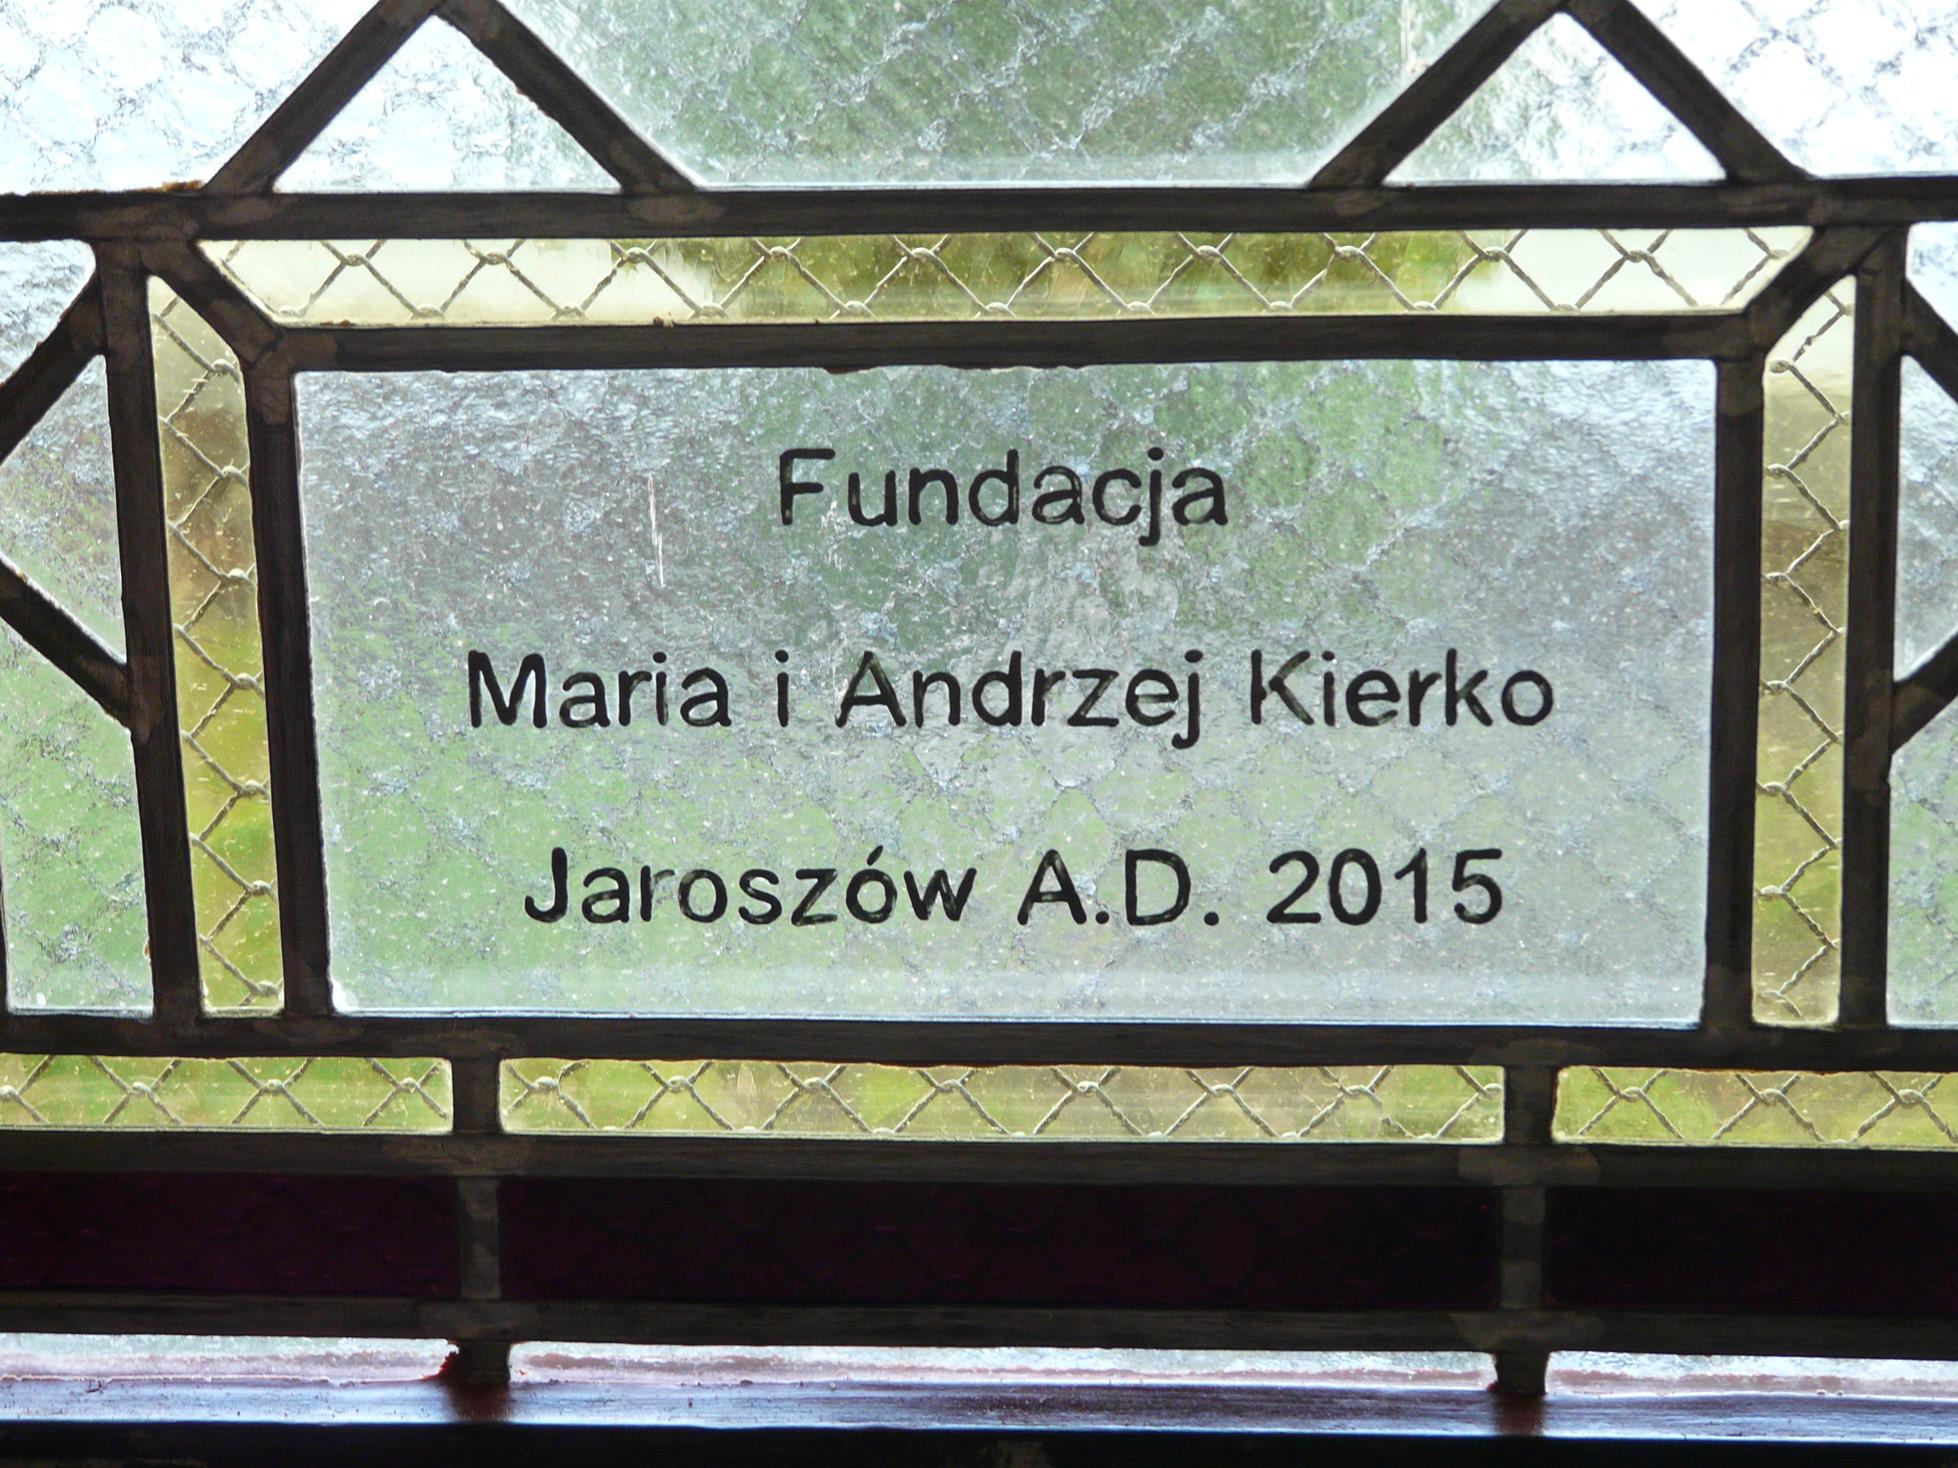 Fundacja
Maria i Andrzej Kierko
Jaroszów A.D. 2015